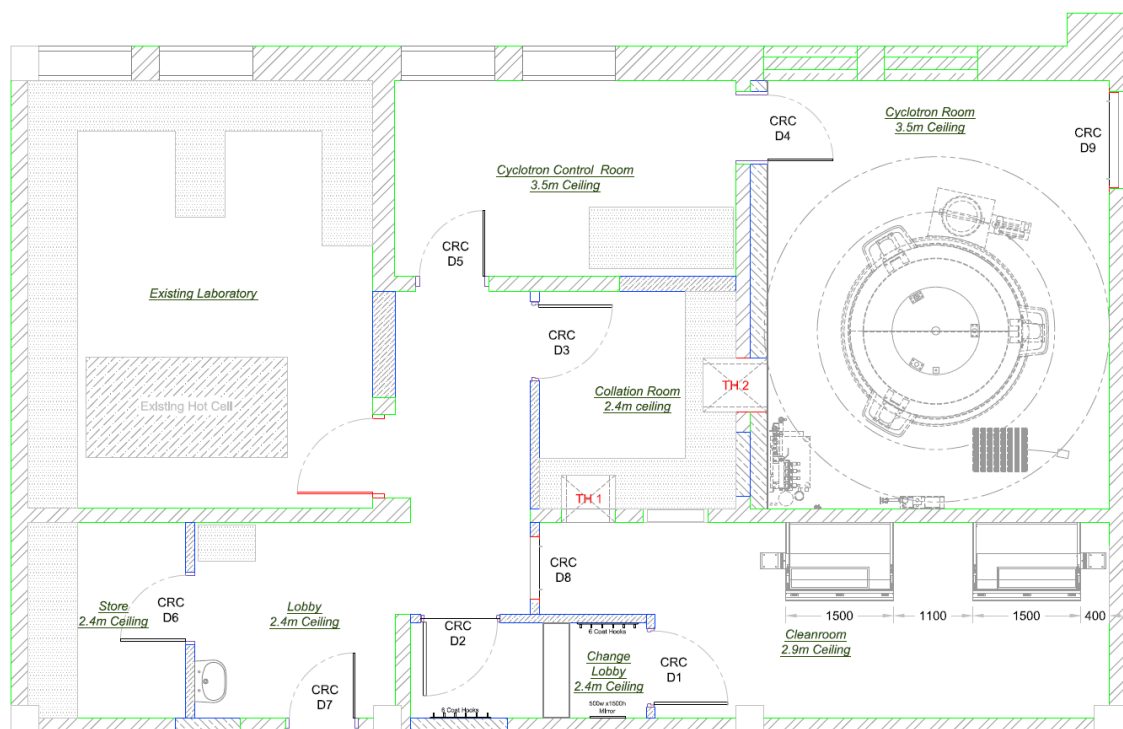 Cyclotron Room
3.5m Ceiling
CRC
D4
CRC
D9
Cyclotron Control Room
3.5m Ceiling
CRC
D5
Existing Laboratory
CRC
D3
Collation Room
2.4m ceiling
TH 2
Existing Hot Cell
TH 1
CRC
D8
Store
2.4m Ceiling
CRC
D6
Lobby
2.4m Ceiling
1500
1100
1500
400
CRC
D2
6 Coat Hooks
Change
Lobby
2.4m Ceiling
CRC
D1
Cleanroom
2.9m Ceiling
CRC
D7
6 Coat Hooks
500w x1500h
Mirror